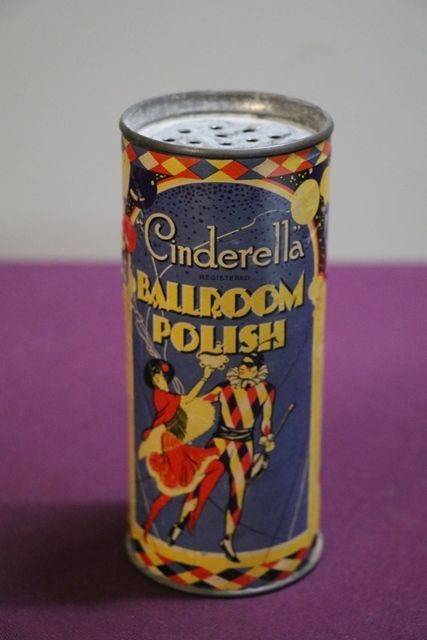 "Cinderella"
REGISTERED
BALLROOM
POLISH